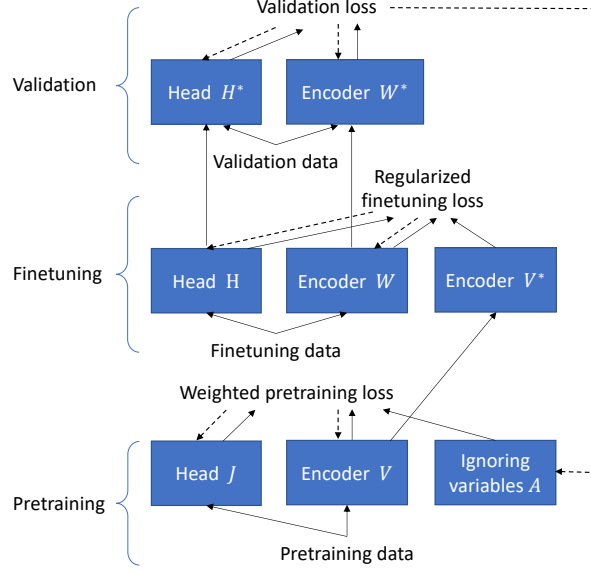 Validation loss
Validation
Head H*
Encoder W*
Validation data
Regularized
finetuning loss
Finetuning
Head H
Encoder W
Encoder V*
Finetuning data
Weighted pretraining loss
Pretraining
Head J
Encoder V
Ignoring
variables A
Pretraining data